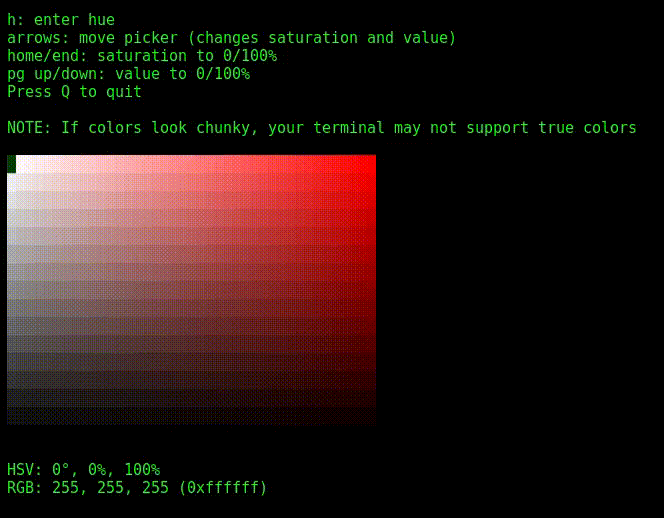 h: enter hue
arrows: move picker (changes saturation and value)
home/end: saturation to 0/100%
pg up/down: value to 0/100%
Press Q to quit
NOTE: If colors look chunky, your terminal may not support true colors
HSV: 0°, 0%, 100%
RGB: 255, 255, 255 (0xffffff)